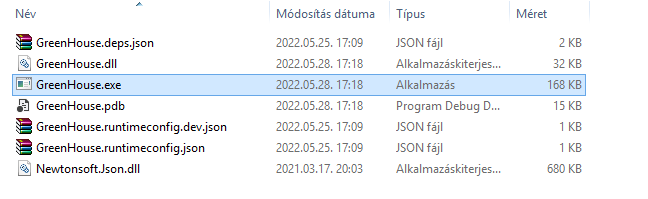 Név Módosítás dátuma Típus Méret
GreenHouse.deps.json 2022.05.25. 17:09 JSON fájl 2 KB
GreenHouse.dll 2022.05.28. 17:18 Alkalmazáskiterjes... 32 KB
GreenHouse.exe 2022.05.28. 17:18 Alkalmazás 168 KB
GreenHouse.pdb 2022.05.28. 17:18 Program Debug D... 15 KB
GreenHouse.runtimeconfig.dev.json 2022.05.25. 17:09 JSON fájl 1 KB
GreenHouse.runtimeconfig.json 2022.05.25. 17:09 JSON fájl 1 KB
Newtonsoft.Json.dll 2021.03.17. 20:03 Alkalmazáskiterjes... 680 KB